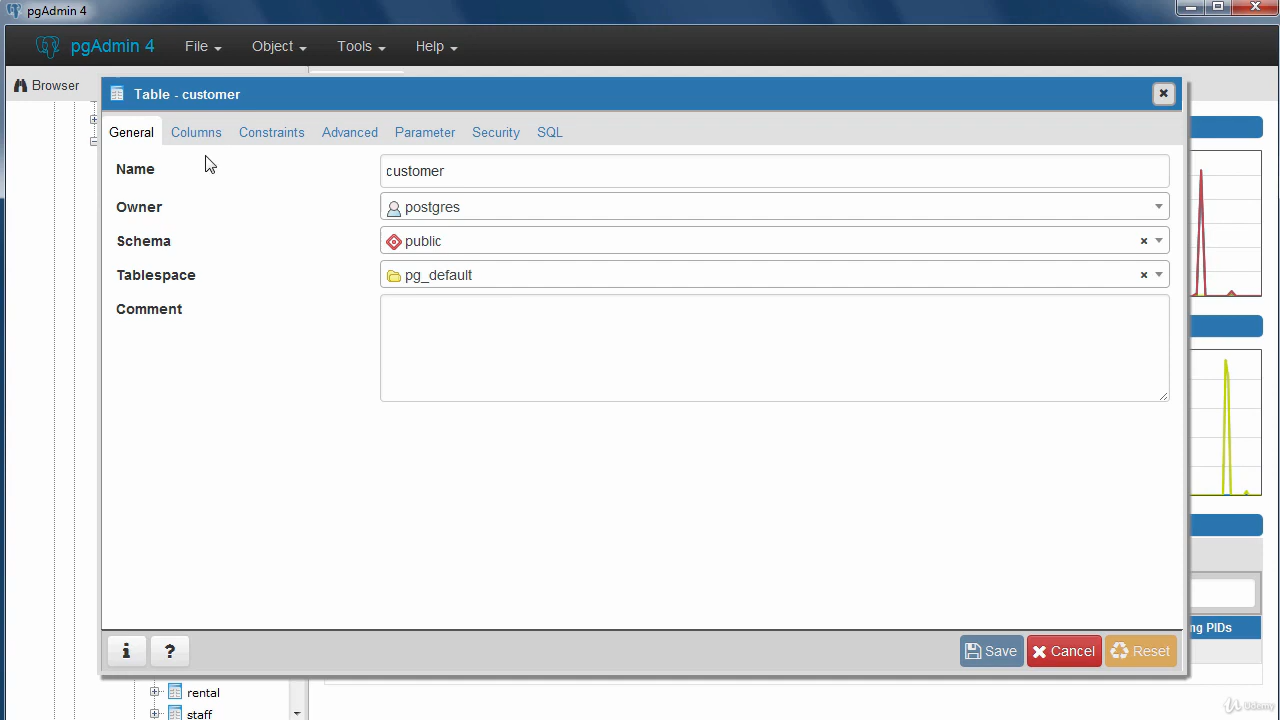 pgAdmin 4
pgAdmin 4 File Object Tools Help
Browser
Table - customer
General Columns Constraints Advanced Parameter Security SQL
Name customer
Owner postgres
Schema public
Tablespace pg_default
Comment
ng PIDs
i ? Save Cancel Reset
rental
staff
Udemy